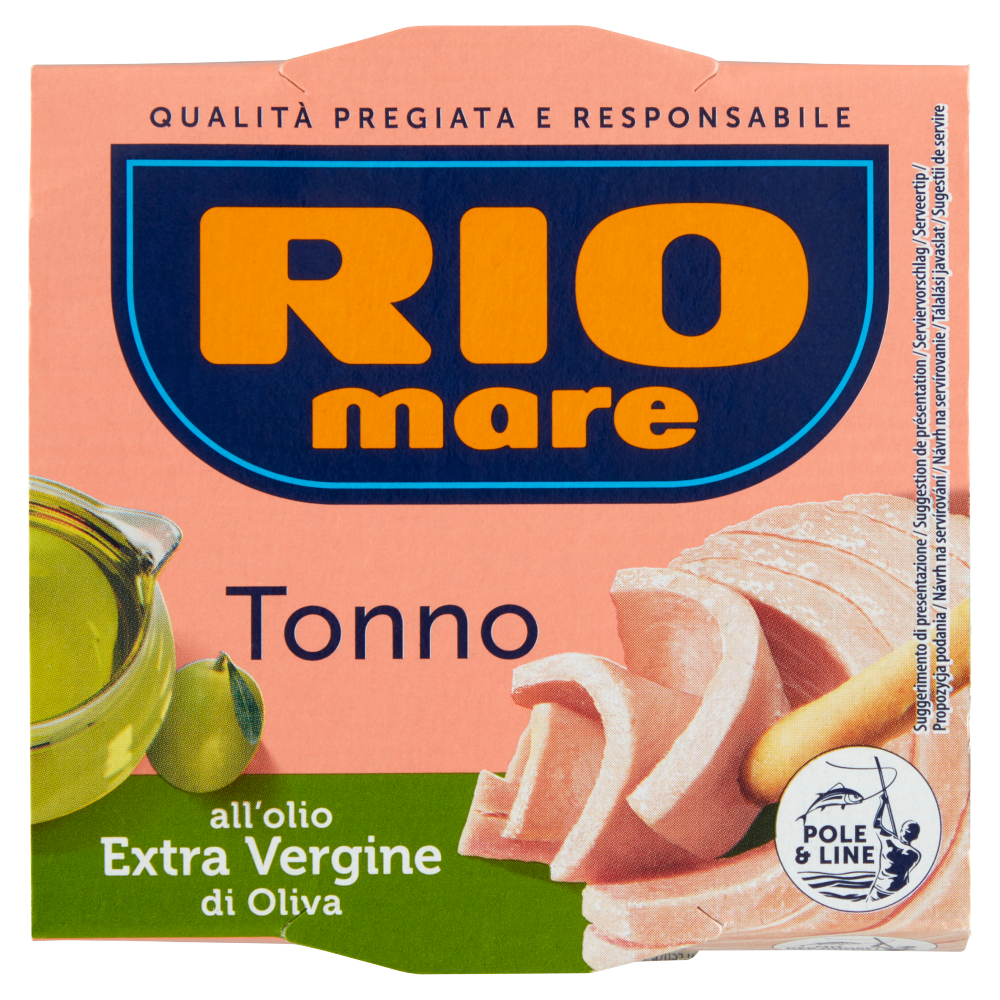 QUALITÀ PREGIATA E RESPONSABILE
RIO
mare
Tonno
all'olio
Extra Vergine
di Oliva
POLE
& LINE
Suggerimento di presentazione / Suggestion de présentation / Serviervorschlag / Serveertip /
Propozycja podania / Návrh na servírování / Návrh na servírovanie / Tálalási javaslat / Sugestii de servire